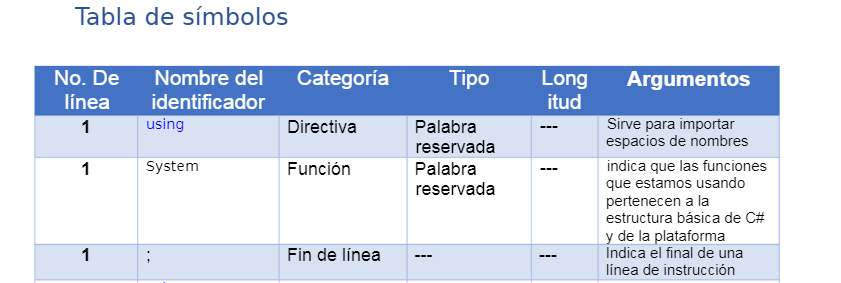 Tabla de símbolos
No. De línea | Nombre del identificador | Categoría | Tipo | Long itud | Argumentos
1 | using | Directiva | Palabra reservada | --- | Sirve para importar espacios de nombres
1 | System | Función | Palabra reservada | --- | indica que las funciones que estamos usando pertenecen a la estructura básica de C# y de la plataforma
1 | ; | Fin de línea | --- | --- | Indica el final de una línea de instrucción